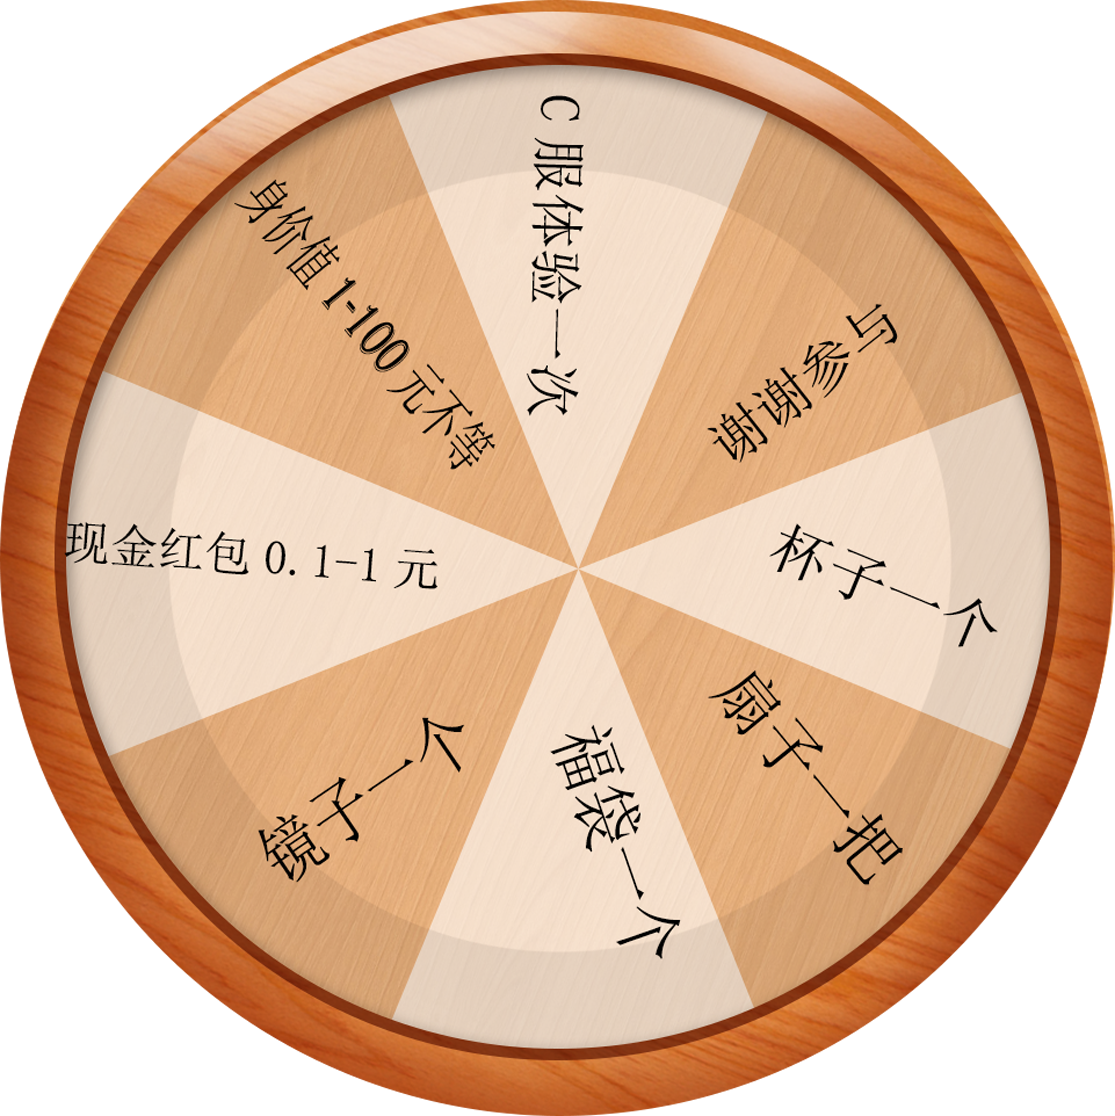 C 服体验一次
谢谢参与
杯子一个
扇子一把
福袋一个
镜子一个
现金红包 0.1-1 元
身价值 1-100 元不等